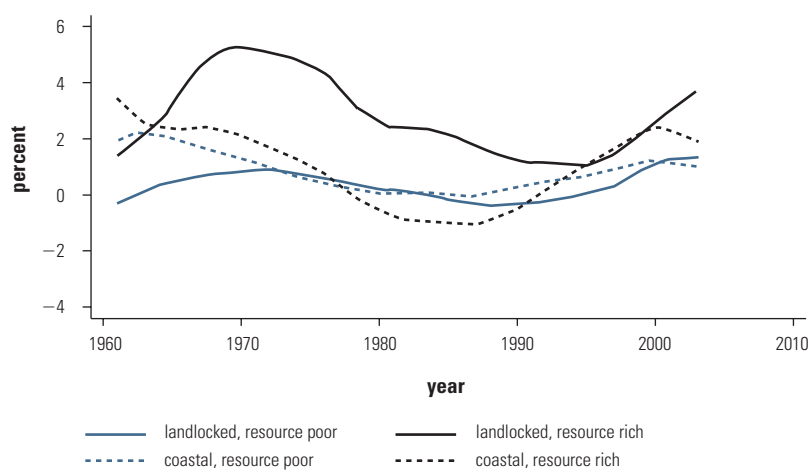 6
4
2
0
−2
−4
percent
1960 1970 1980 1990 2000 2010
year
landlocked, resource poor landlocked, resource rich
coastal, resource poor coastal, resource rich